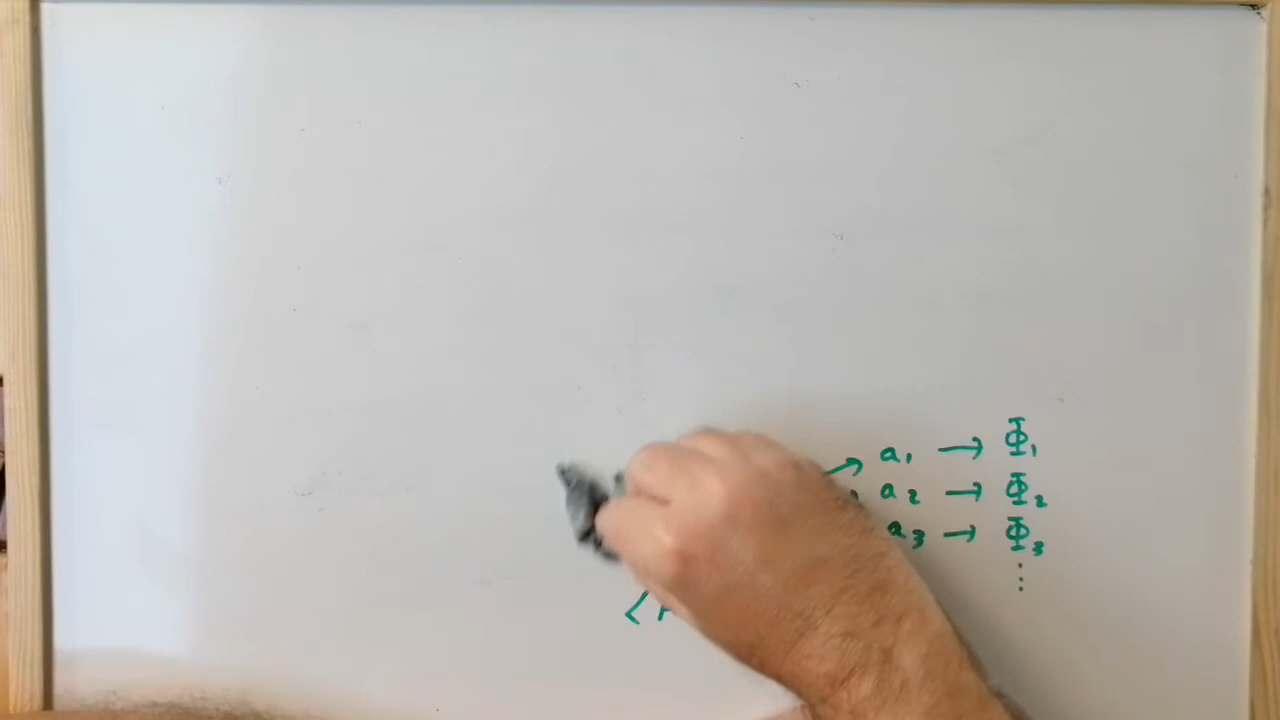 → a₁ → Φ₁
a₂ → Φ₂
a₃ → Φ₃
⋮
<